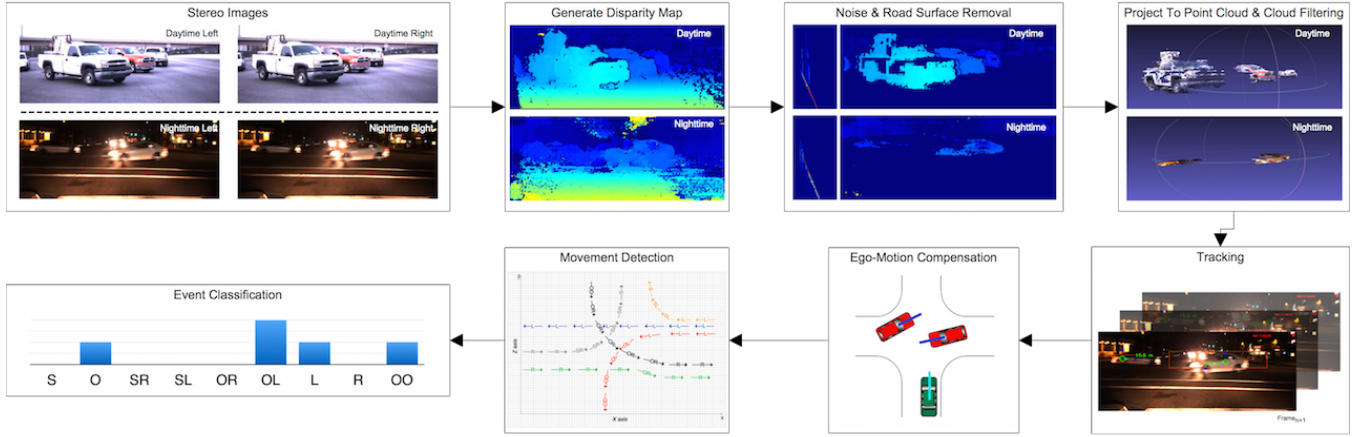 Stereo Images
Daytime Left
Daytime Right
Nighttime Left
Nighttime Right
Generate Disparity Map
Daytime
Nighttime
Noise & Road Surface Removal
Daytime
Nighttime
Project To Point Cloud & Cloud Filtering
Daytime
Nighttime
Event Classification
S O SR SL OR OL L R OO
Movement Detection
Z axis
X axis
Ego-Motion Compensation
Tracking
Frame n+1